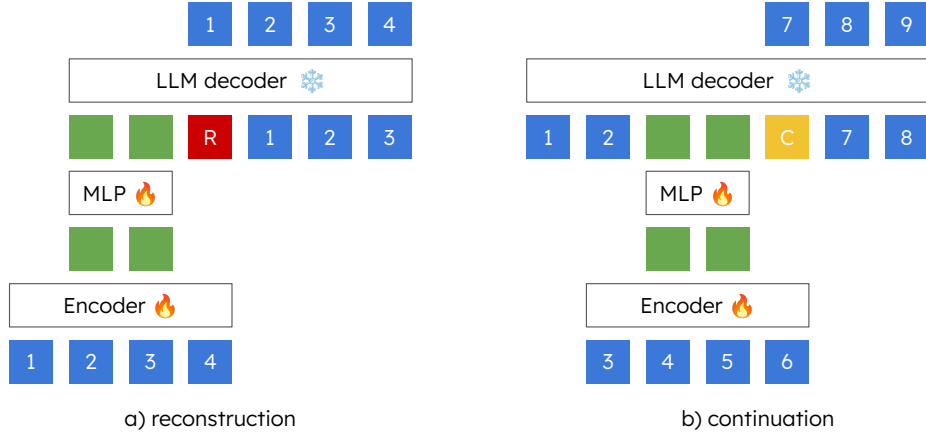 1 2 3 4
LLM decoder ❄️
R 1 2 3
MLP 🔥
Encoder 🔥
1 2 3 4
a) reconstruction
7 8 9
LLM decoder ❄️
1 2 C 7 8
MLP 🔥
Encoder 🔥
3 4 5 6
b) continuation